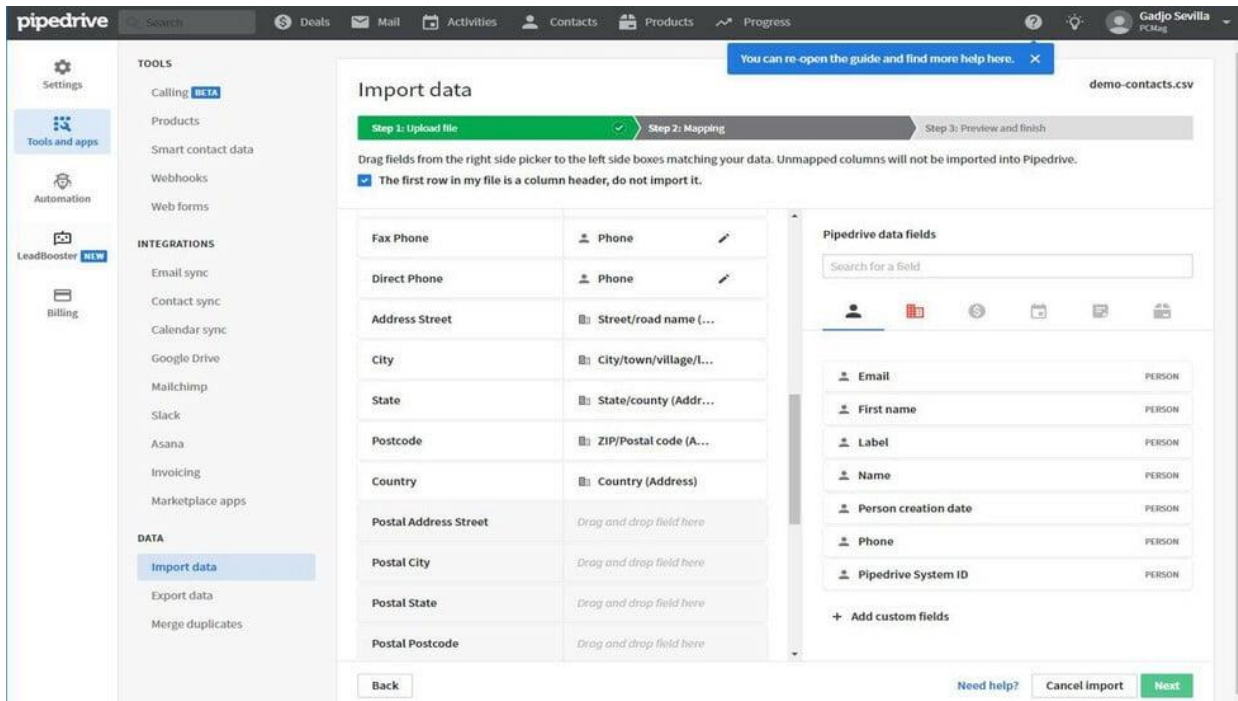 pipedrive
Search
Deals
Mail
Activities
Contacts
Products
Progress
Gadjo Sevilla
PCMag
You can re-open the guide and find more help here.
Settings
Tools and apps
Automation
LeadBooster NEW
Billing
TOOLS
Calling BETA
Products
Smart contact data
Webhooks
Web forms
INTEGRATIONS
Email sync
Contact sync
Calendar sync
Google Drive
Mailchimp
Slack
Asana
Invoicing
Marketplace apps
DATA
Import data
Export data
Merge duplicates
Import data
demo-contacts.csv
Step 1: Upload file
Step 2: Mapping
Step 3: Preview and finish
Drag fields from the right side picker to the left side boxes matching your data. Unmapped columns will not be imported into Pipedrive.
The first row in my file is a column header, do not import it.
Fax Phone Phone
Direct Phone Phone
Address Street Street/road name (...
City City/town/village/l...
State State/county (Addr...
Postcode ZIP/Postal code (A...
Country Country (Address)
Postal Address Street Drag and drop field here
Postal City Drag and drop field here
Postal State Drag and drop field here
Postal Postcode Drag and drop field here
Pipedrive data fields
Search for a field
Email PERSON
First name PERSON
Label PERSON
Name PERSON
Person creation date PERSON
Phone PERSON
Pipedrive System ID PERSON
+ Add custom fields
Back
Need help?
Cancel import
Next